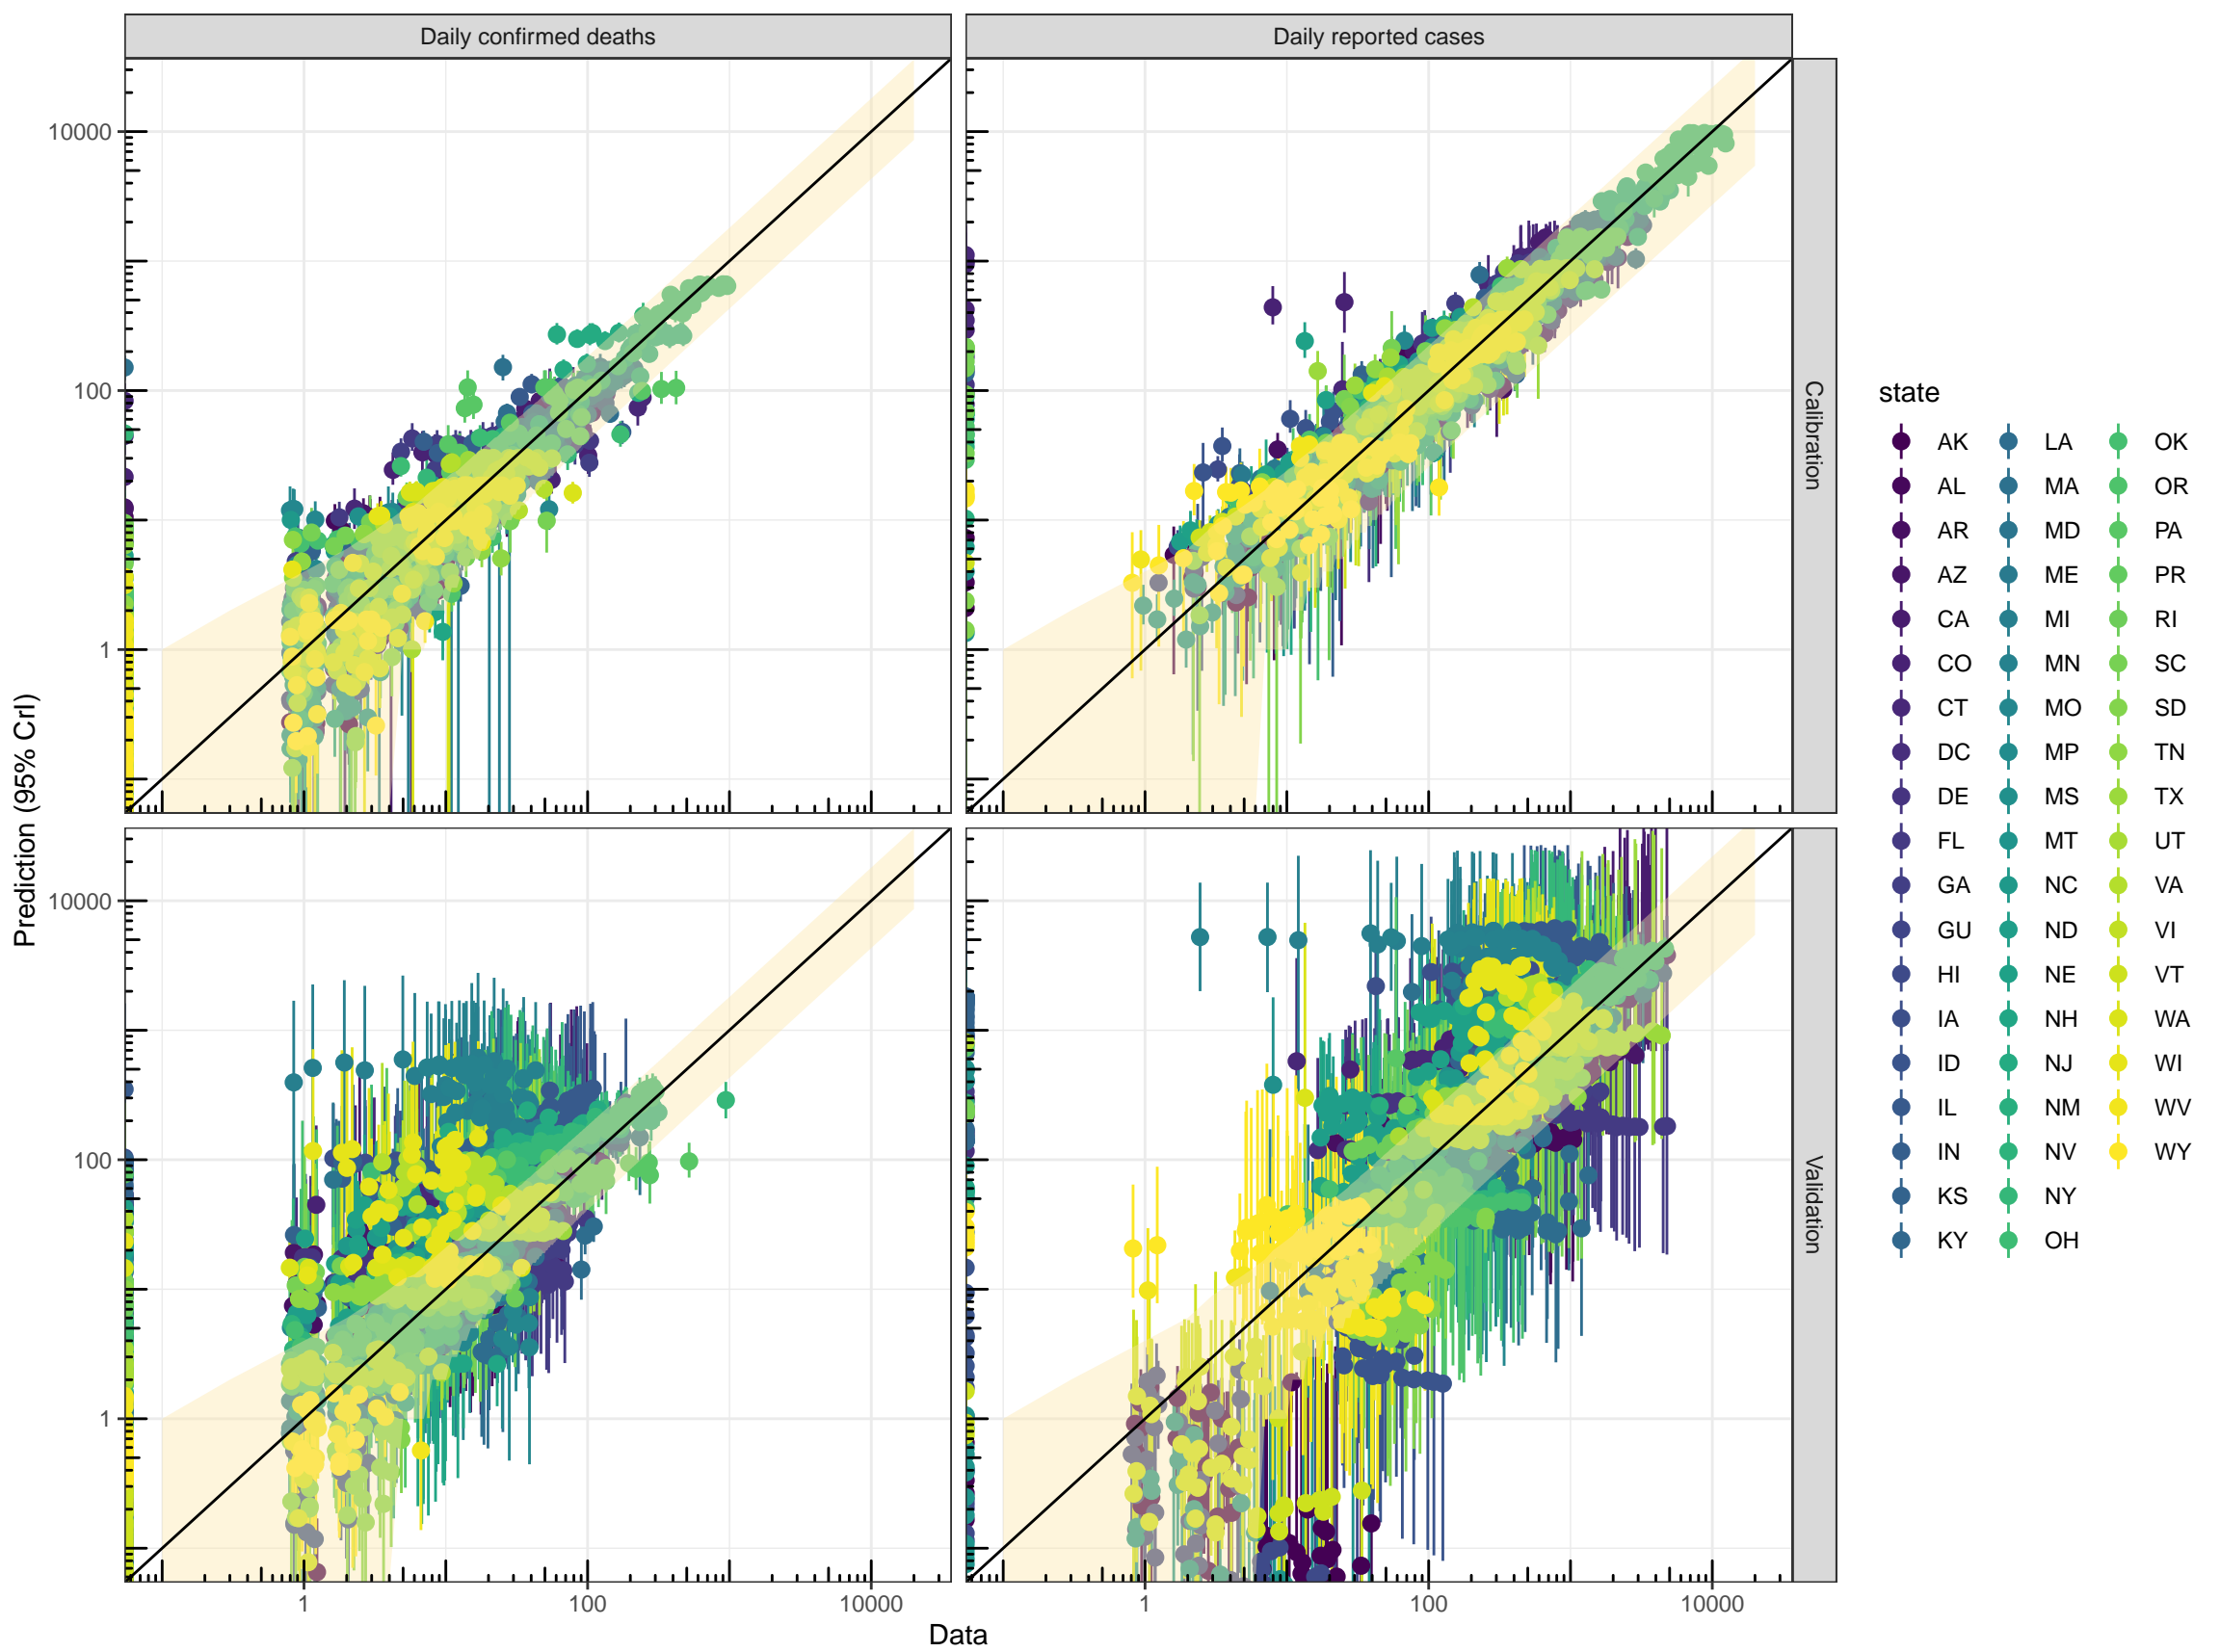 Daily confirmed deaths
Daily reported cases
10000
100
1
Calibration
10000
100
1
Validation
Prediction (95% CrI)
1
100
10000
1
100
10000
Data
state
AK
AL
AR
AZ
CA
CO
CT
DC
DE
FL
GA
GU
HI
IA
ID
IL
IN
KS
KY
LA
MA
MD
ME
MI
MN
MO
MP
MS
MT
NC
ND
NE
NH
NJ
NM
NV
NY
OH
OK
OR
PA
PR
RI
SC
SD
TN
TX
UT
VA
VI
VT
WA
WI
WV
WY